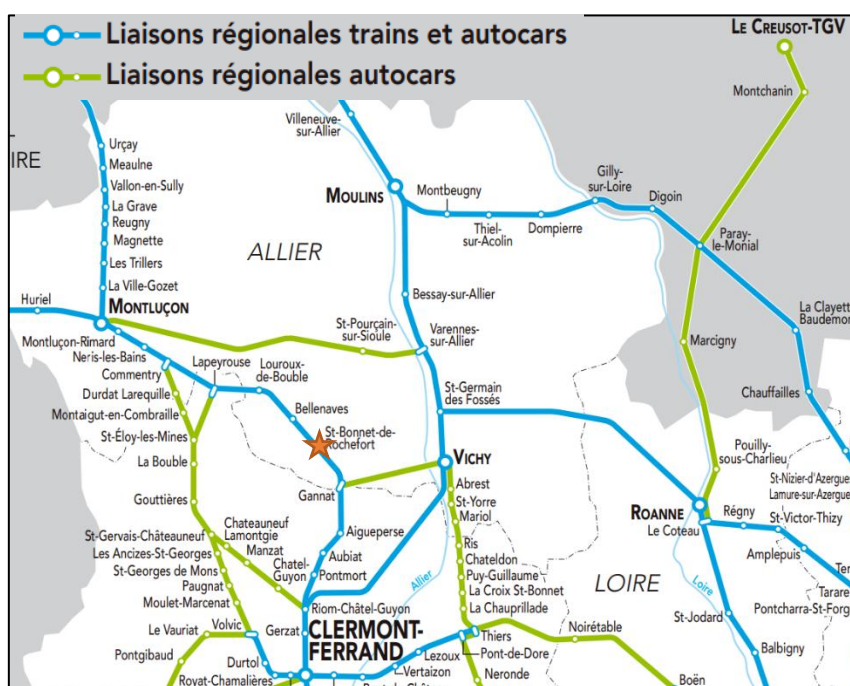 Liaisons régionales trains et autocars
Liaisons régionales autocars
LE CREUSOT-TGV
Montchanin
Villeneuve-
sur-Allier
IRE
Urçay
Meaulne
Vallon-en-Sully
La Grave
Reugny
Magnette
Les Trillers
La Ville-Gozet
Huriel
MONTLUÇON
MOULINS
Montbeugny
Thiel-
sur-Acolin
Dompierre
Gilly-
sur-Loire
Digoin
Paray-
le-Monial
ALLIER
Bessay-sur-Allier
La Clayette
Baudemon
Marcigny
Chauffailles
St-Pourçain-
sur-Sioule
Varennes-
sur-Allier
Montluçon-Rimard
Neris-les-Bains
Commentry
Lapeyrouse
Louroux-
de-Bouble
Durdat Larequille
Montaigut-en-Combraille
St-Éloy-les-Mines
La Bouble
Gouttières
Bellenaves
St-Bonnet-de-
Rochefort
St-Germain
des Fossés
VICHY
Gannat
Abrest
St-Yorre
Mariol
Ris
Chateldon
Puy-Guillaume
La Croix St-Bonnet
La Chauprillade
Pouilly-
sous-Charlieu
St-Nizier-d'Azergues
Lamure-sur-Azergue
ROANNE
Le Coteau
Régny
St-Victor-Thizy
Amplepuis
Ter
Tarare
Pontcharra-St-Forg
St-Gervais-Châteauneuf
Les Ancizes-St-Georges
St-Georges de Mons
Paugnat
Moulet-Marcenat
Chateauneuf
Lamontgie
Manzat
Chatel-
Guyon
Aigueperse
Aubiat
Pontmort
Riom-Châtel-Guyon
Allier
LOIRE
Loire
St-Jodard
Balbigny
Le Vauriat
Volvic
Pontgibaud
Durtol
Royat-Chamalières
Gerzat
CLERMONT-
FERRAND
Lezoux
Vertaizon
Thiers
Pont-de-Dore
Neronde
Noirétable
Boën